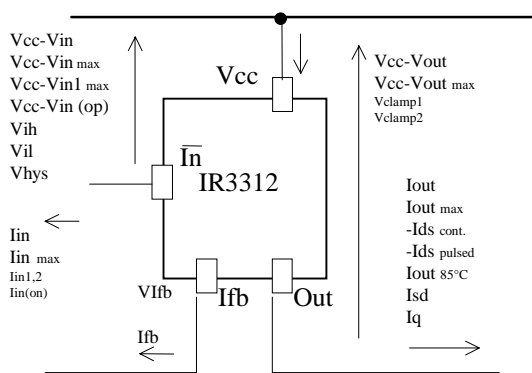 Vcc-Vin
Vcc-Vin max
Vcc-Vin1 max
Vcc-Vin (op)
Vih
Vil
Vhys
Iin
Iin max
Iin1,2
Iin(on)
Vcc
In
IR3312
VIfb
Ifb
Out
Ifb
Vcc-Vout
Vcc-Vout max
Vclamp1
Vclamp2
Iout
Iout max
-Ids cont.
-Ids pulsed
Iout 85°C
Isd
Iq